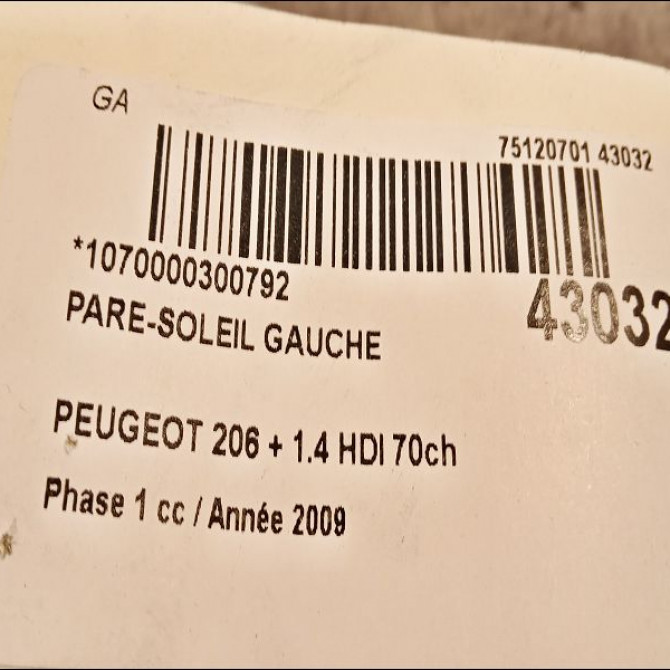 GA
75120701 43032
*1070000300792
43032
PARE-SOLEIL GAUCHE
PEUGEOT 206 + 1.4 HDI 70ch
Phase 1 cc / Année 2009